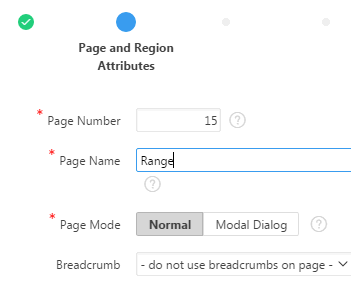 Page and Region
Attributes
* Page Number 15 ?
* Page Name Range
?
* Page Mode Normal Modal Dialog ?
Breadcrumb - do not use breadcrumbs on page -